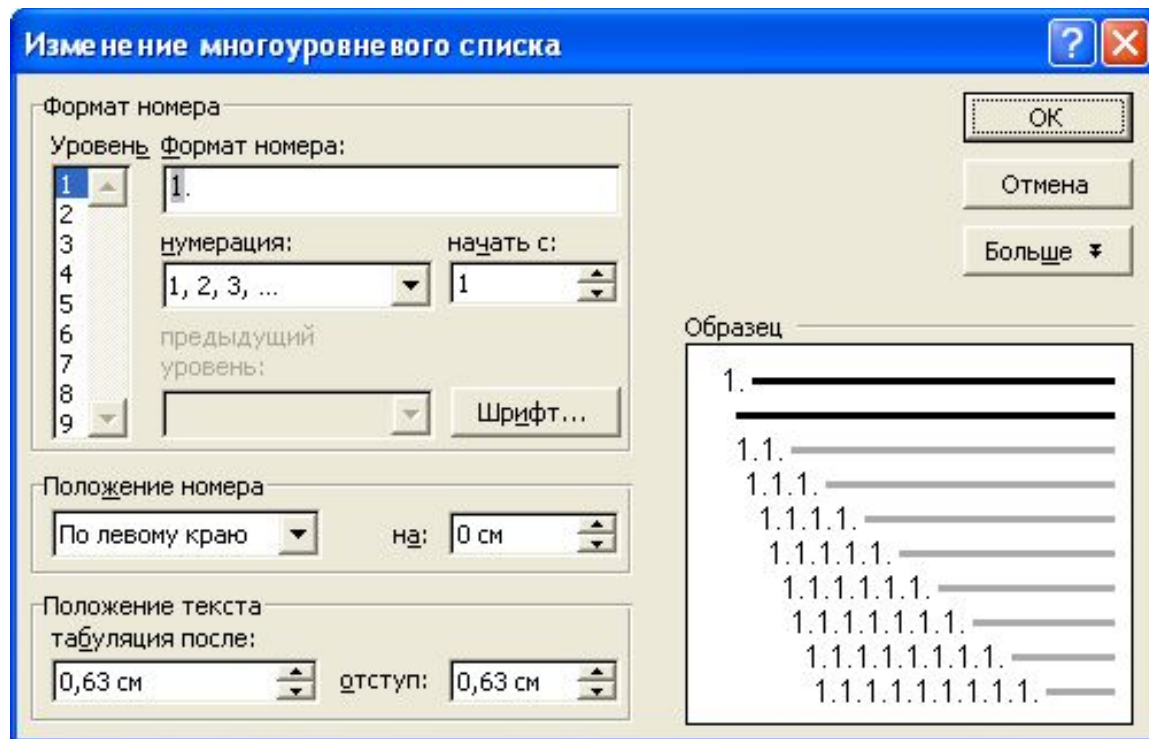 Изменение многоуровневого списка
Формат номера
Уровень Формат номера:
1
2
3
4
5
6
7
8
9
1.
нумерация: начать с:
1, 2, 3, ... 1
предыдущий
уровень:
Шрифт...
Положение номера
По левому краю на: 0 см
Положение текста
табуляция после:
0,63 см отступ: 0,63 см
ОК
Отмена
Больше
Образец
1.
1.1.
1.1.1.
1.1.1.1.
1.1.1.1.1.
1.1.1.1.1.1.
1.1.1.1.1.1.1.
1.1.1.1.1.1.1.1.
1.1.1.1.1.1.1.1.1.